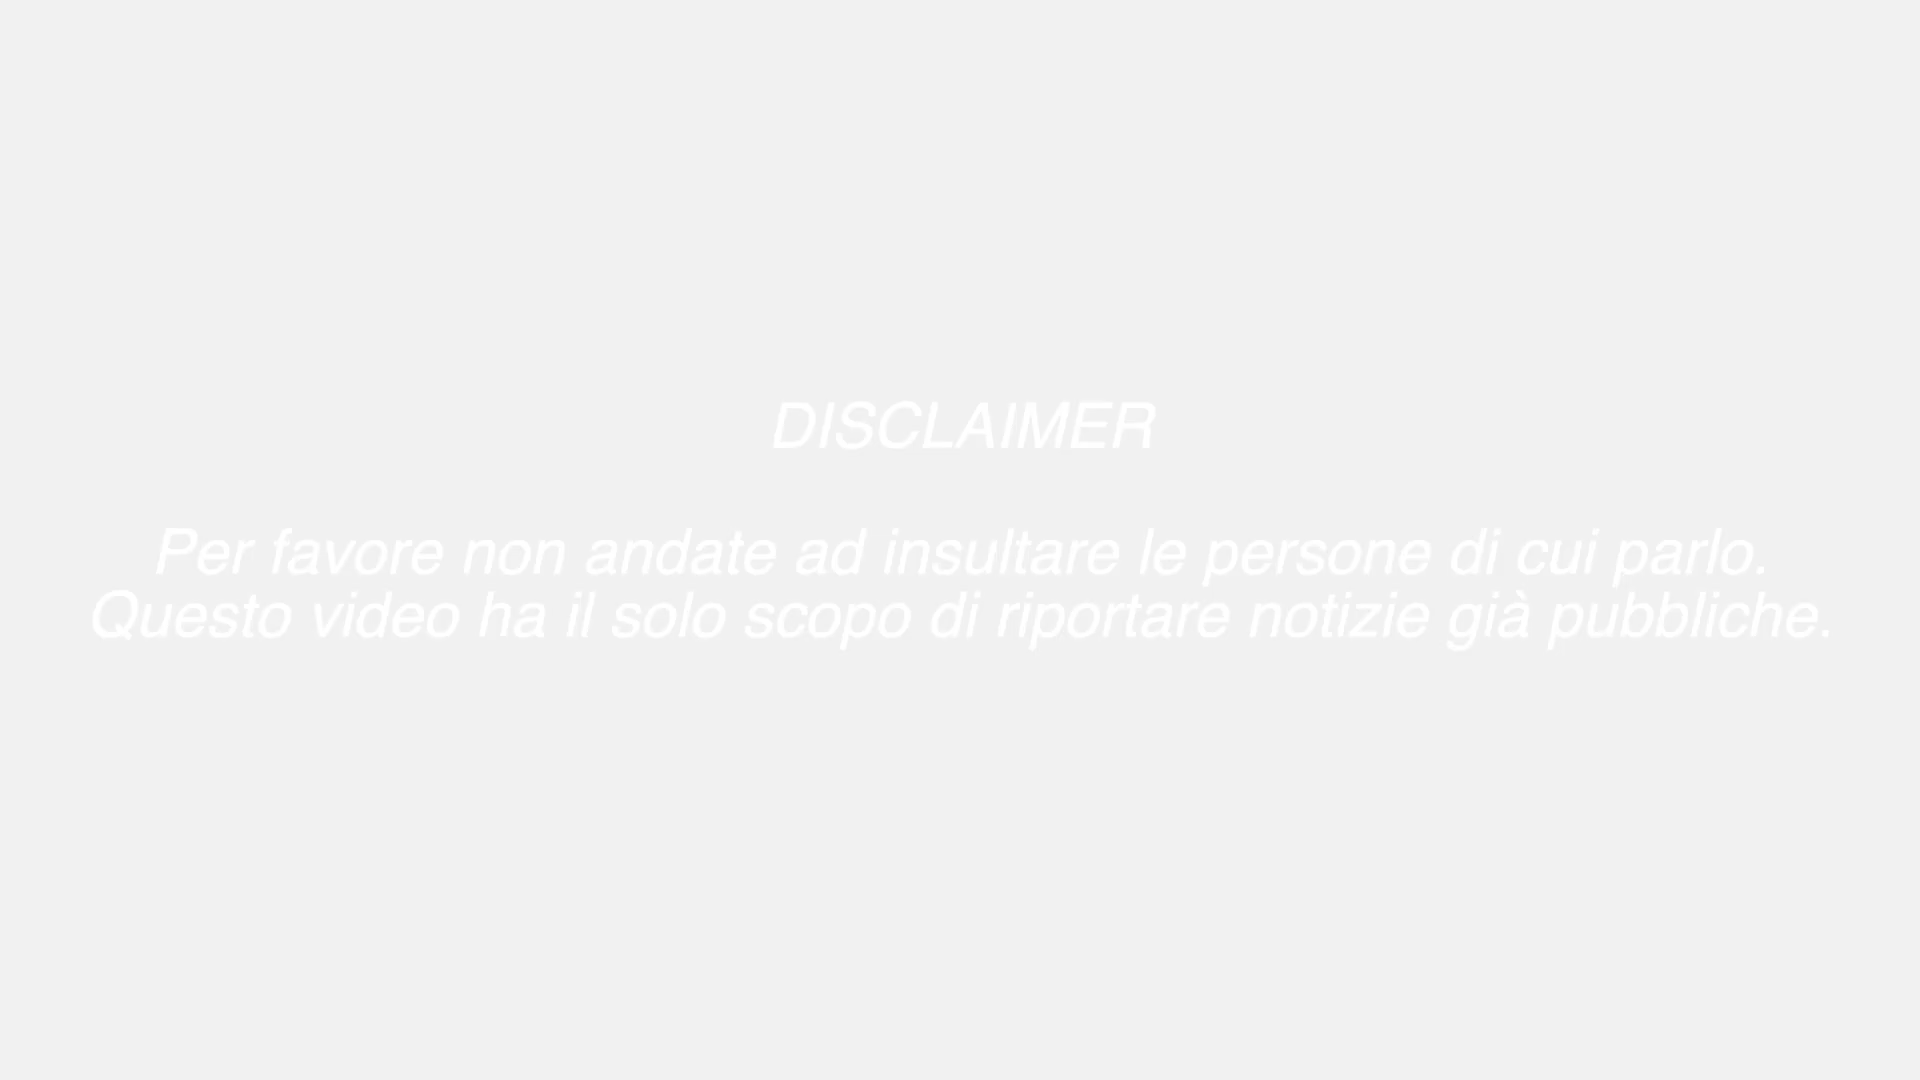 DISCLAIMER
Per favore non andate ad insultare le persone di cui parlo.
Questo video ha il solo scopo di riportare notizie già pubbliche.